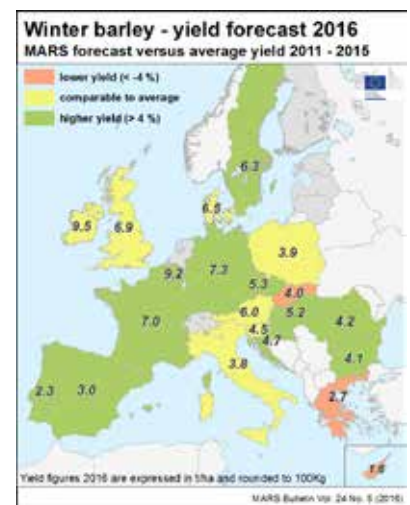 Winter barley - yield forecast 2016
MARS forecast versus average yield 2011 - 2015
lower yield (< -4 %)
comparable to average
higher yield (> 4 %)
6.3
6.5
9.5
6.9
3.9
9.2
7.3
5.3
4.0
6.0
5.2
7.0
4.5
4.7
4.2
4.1
3.8
2.3
3.0
2.7
Yield figures 2016 are expressed in t/ha and rounded to 100Kg
MARS Bulletin Vol. 24 No. 5 (2016)